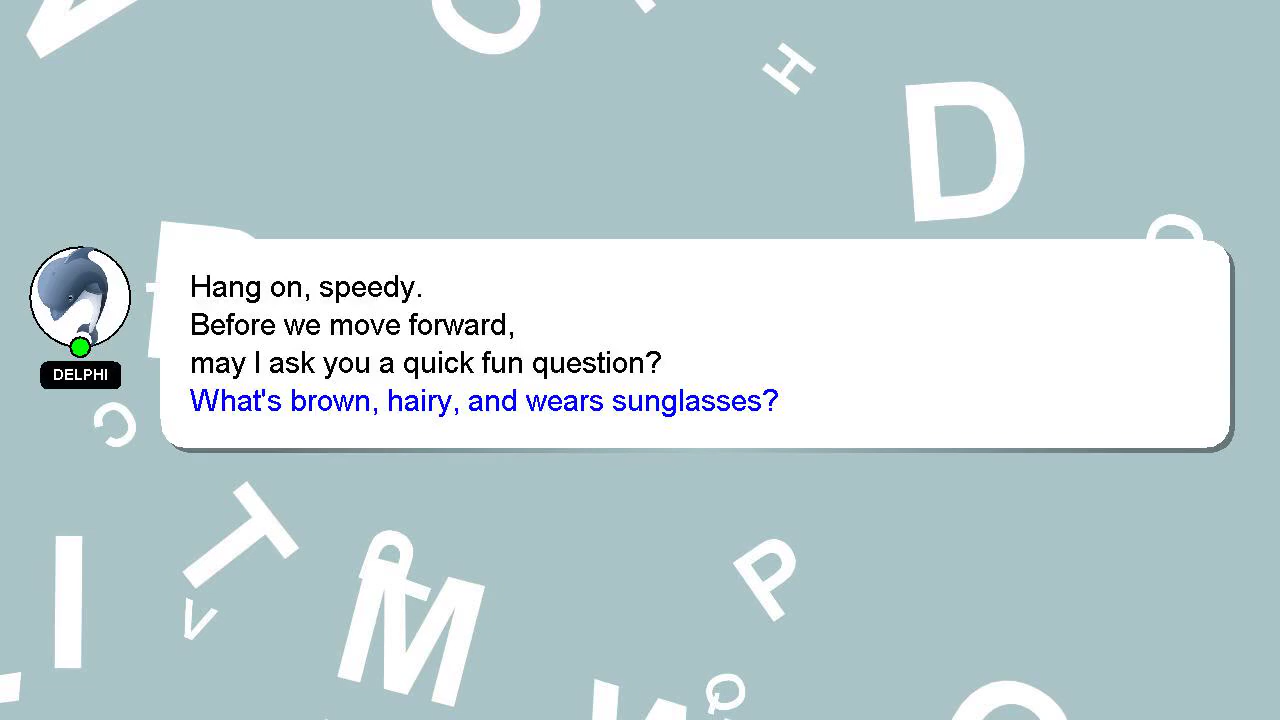 Hang on, speedy.
Before we move forward,
may I ask you a quick fun question?
What's brown, hairy, and wears sunglasses?
DELPHI
O
H
D
C
I
T
V
M
P
Q